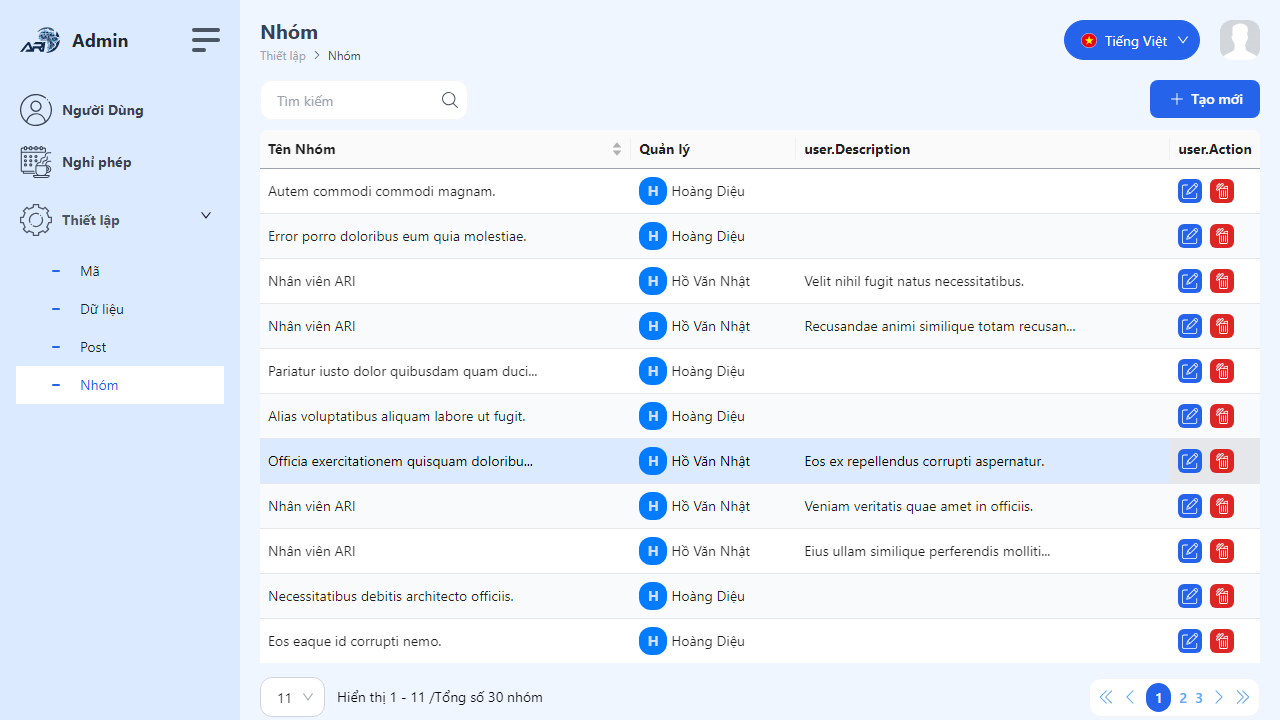 ARI Admin
Người Dùng
Nghỉ phép
Thiết lập
Mã
Dữ liệu
Post
Nhóm
Nhóm
Thiết lập > Nhóm
Tiếng Việt
Tìm kiếm
Tạo mới
Tên Nhóm Quản lý user.Description user.Action
Autem commodi commodi magnam. H Hoàng Diệu
Error porro doloribus eum quia molestiae. H Hoàng Diệu
Nhân viên ARI H Hồ Văn Nhật Velit nihil fugit natus necessitatibus.
Nhân viên ARI H Hồ Văn Nhật Recusandae animi similique totam recusan...
Pariatur iusto dolor quibusdam quam duci... H Hoàng Diệu
Alias voluptatibus aliquam labore ut fugit. H Hoàng Diệu
Officia exercitationem quisquam doloribu... H Hồ Văn Nhật Eos ex repellendus corrupti aspernatur.
Nhân viên ARI H Hồ Văn Nhật Veniam veritatis quae amet in officiis.
Nhân viên ARI H Hồ Văn Nhật Eius ullam similique perferendis molliti...
Necessitatibus debitis architecto officiis. H Hoàng Diệu
Eos eaque id corrupti nemo. H Hoàng Diệu
11 Hiển thị 1 - 11 /Tổng số 30 nhóm 1 2 3